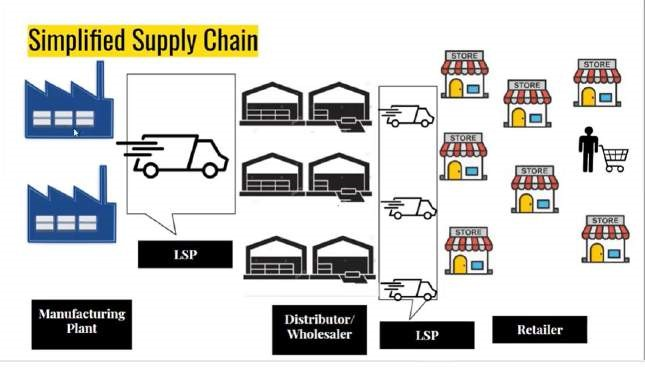 Simplified Supply Chain
STORE
STORE
STORE
STORE
STORE
STORE
STORE
LSP
Manufacturing
Plant
Distributor/
Wholesaler
LSP
Retailer